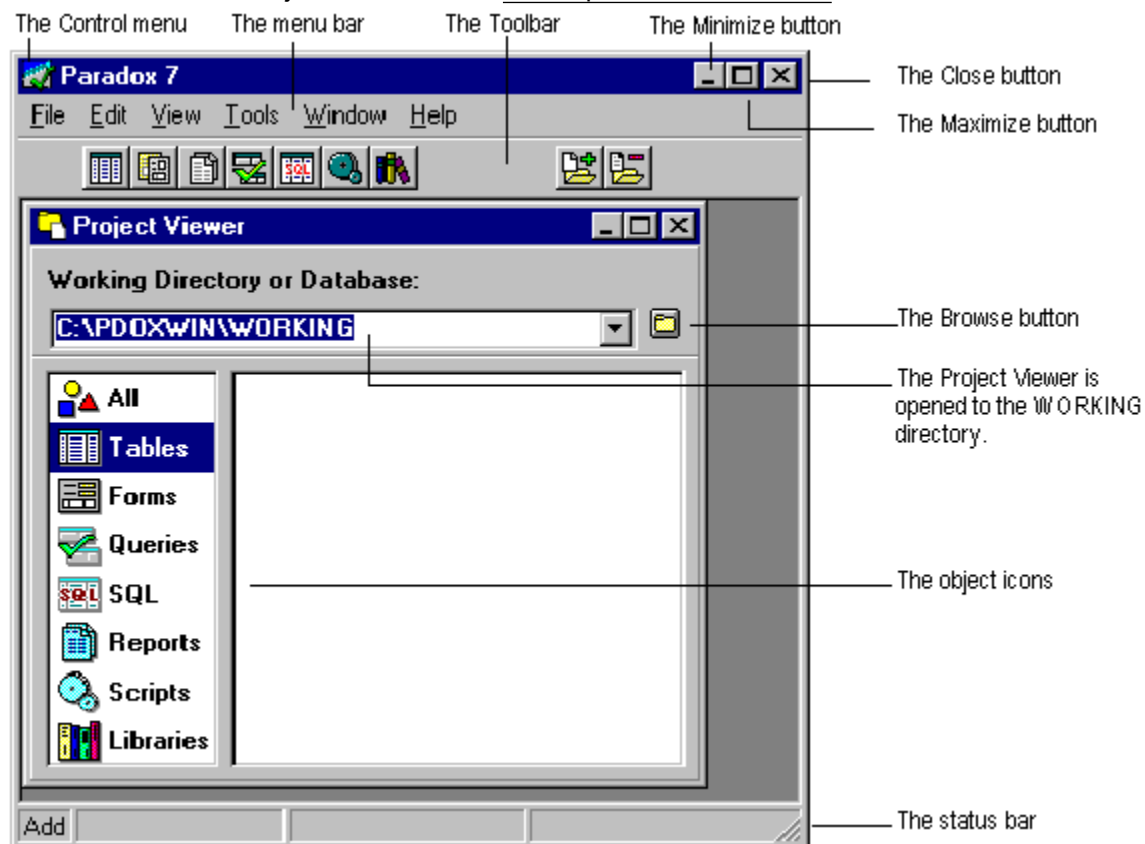 The Control menu The menu bar The Toolbar The Minimize button
Paradox 7
The Close button
File Edit View Tools Window Help
The Maximize button
SQL
Project Viewer
Working Directory or Database:
C:\PDOXWIN\WORKING
The Browse button
The Project Viewer is
opened to the WORKING
directory.
All
Tables
Forms
Queries
The object icons
SQL SQL
Reports
Scripts
Libraries
Add
The status bar